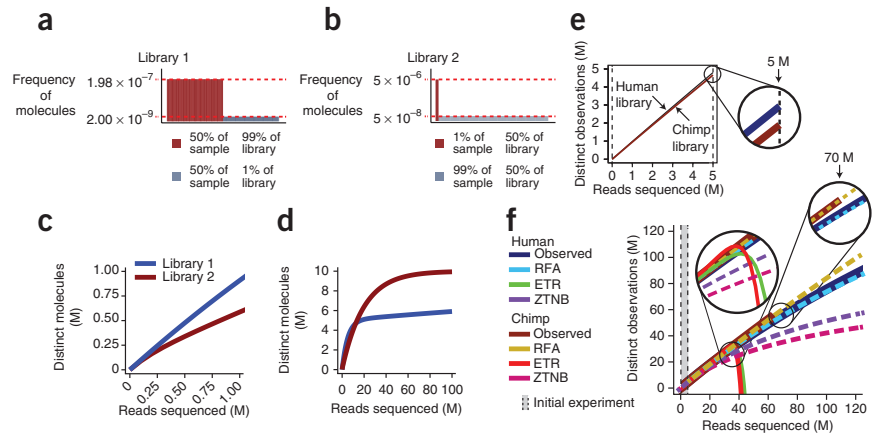 a
Library 1
Frequency
of
molecules
1.98 × 10⁻⁷
2.00 × 10⁻⁹
50% of
sample
99% of
library
50% of
sample
1% of
library
b
Library 2
Frequency
of
molecules
5 × 10⁻⁶
5 × 10⁻⁸
1% of
sample
50% of
library
99% of
sample
50% of
library
c
Distinct molecules
(M)
1.00
0.75
0.50
0.25
0
Library 1
Library 2
0
0.25
0.50
0.75
1.00
Reads sequenced (M)
d
Distinct molecules
(M)
10
8
6
4
2
0
0 20 40 60 80 100
Reads sequenced (M)
e
Distinct observations (M)
5
4
3
2
1
0
Human
library
Chimp
library
5 M
0 1 2 3 4 5
Reads sequenced (M)
f
Human
Observed
RFA
ETR
ZTNB
Chimp
Observed
RFA
ETR
ZTNB
Initial experiment
Distinct observations (M)
120
100
80
60
40
20
0
70 M
0 20 40 60 80 100 120
Reads sequenced (M)